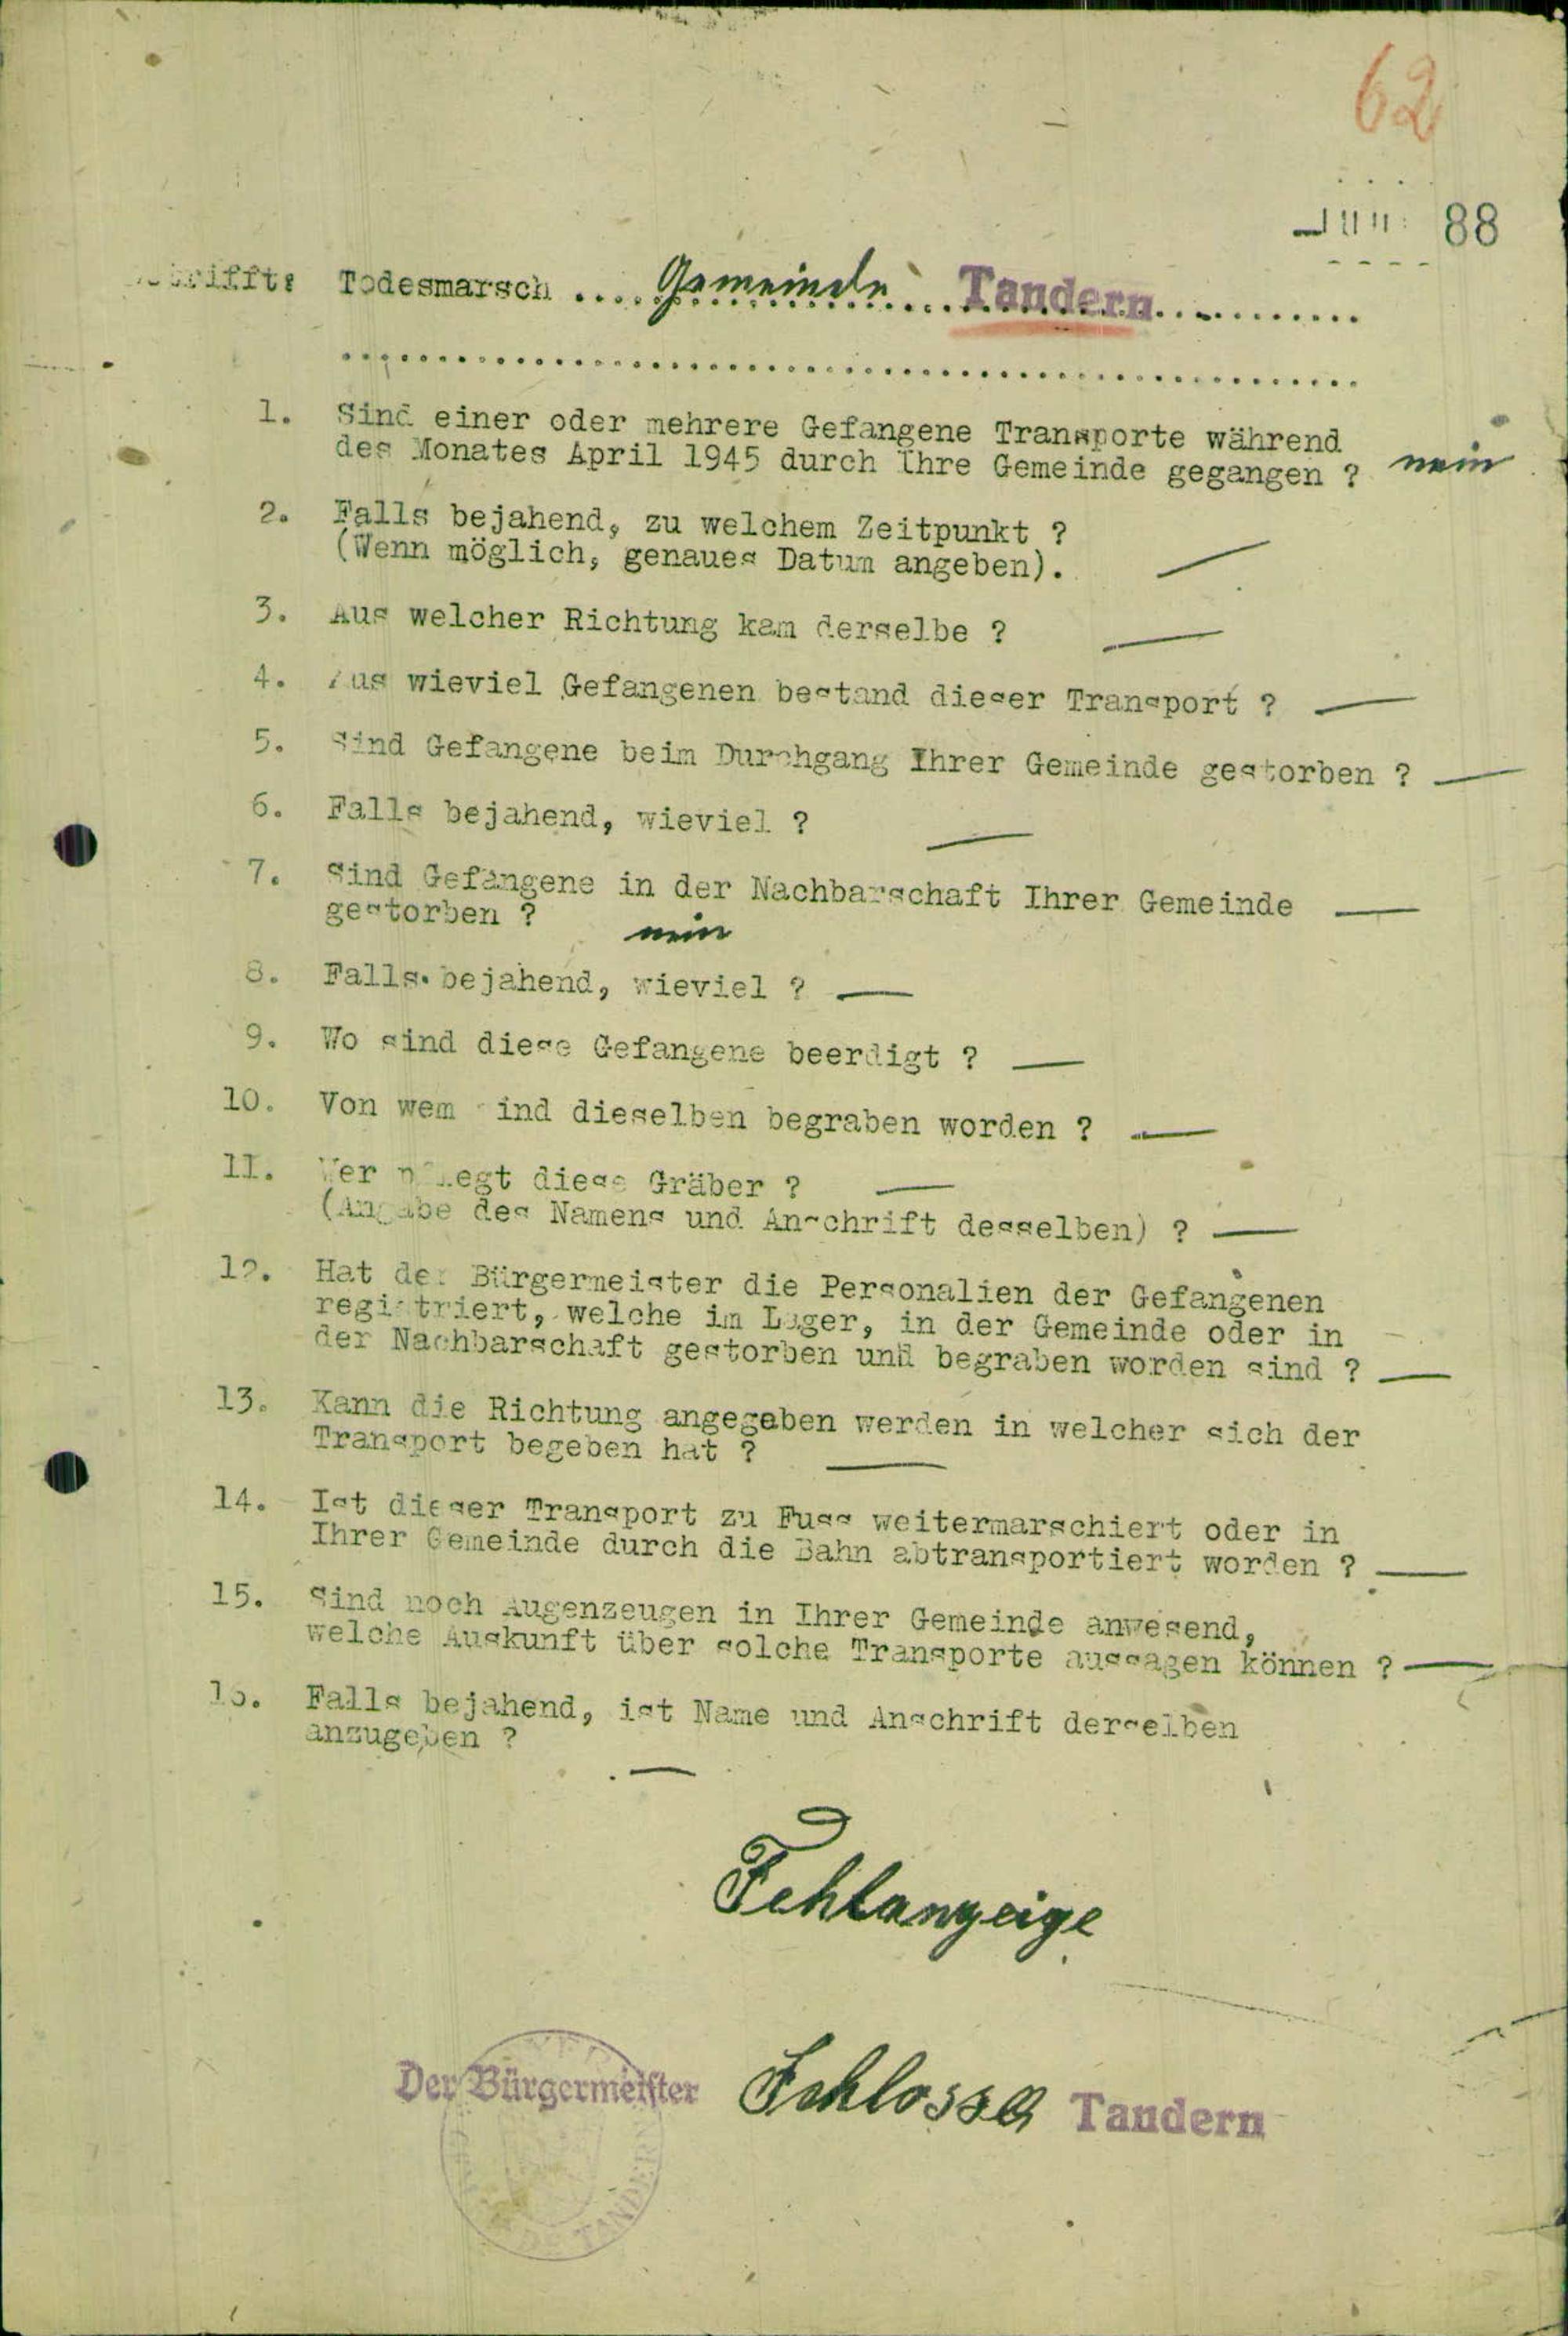 62
88
Betrifft: Todesmarsch .... Gemeinde ... Tandern ............
............................................................
1. Sind einer oder mehrere Gefangene Transporte während
des Monates April 1945 durch Ihre Gemeinde gegangen ? nein
2. Falls bejahend, zu welchem Zeitpunkt ?
(Wenn möglich, genaues Datum angeben). —
3. Aus welcher Richtung kam derselbe ? —
4. Aus wieviel Gefangenen bestand dieser Transport ? —
5. Sind Gefangene beim Durchgang Ihrer Gemeinde gestorben ? —
6. Falls bejahend, wieviel ? —
7. Sind Gefangene in der Nachbarschaft Ihrer Gemeinde —
gestorben ? nein
8. Falls bejahend, wieviel ? —
9. Wo sind diese Gefangene beerdigt ? —
10. Von wem sind dieselben begraben worden ? —
11. Wer pflegt diese Gräber ? —
(Angabe des Namens und Anschrift desselben) ? —
12. Hat der Bürgermeister die Personalien der Gefangenen
registriert, welche im Lager, in der Gemeinde oder in
der Nachbarschaft gestorben und begraben worden sind ? —
13. Kann die Richtung angegeben werden in welcher sich der
Transport begeben hat ? —
14. Ist dieser Transport zu Fuss weitermarschiert oder in
Ihrer Gemeinde durch die Bahn abtransportiert worden ? —
15. Sind noch Augenzeugen in Ihrer Gemeinde anwesend,
welche Auskunft über solche Transporte aussagen können ? —
16. Falls bejahend, ist Name und Anschrift derselben
anzugeben ? —
Fehlanzeige
Der Bürgermeister Schlosser Tandern
TANDERN